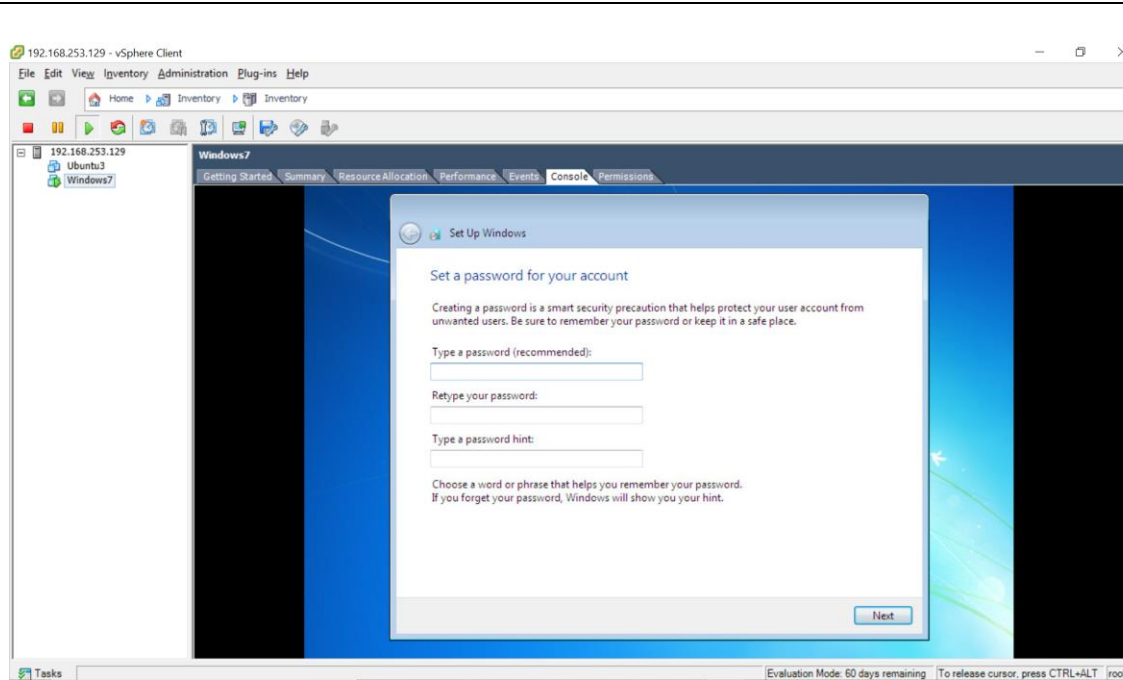 192.168.253.129 - vSphere Client
File Edit View Inventory Administration Plug-ins Help
Home Inventory Inventory
192.168.253.129
Ubuntu3
Windows7
Windows7
Getting Started Summary Resource Allocation Performance Events Console Permissions
Set Up Windows
Set a password for your account
Creating a password is a smart security precaution that helps protect your user account from
unwanted users. Be sure to remember your password or keep it in a safe place.
Type a password (recommended):
Retype your password:
Type a password hint:
Choose a word or phrase that helps you remember your password.
If you forget your password, Windows will show you your hint.
Next
Tasks
Evaluation Mode: 60 days remaining To release cursor, press CTRL+ALT roo